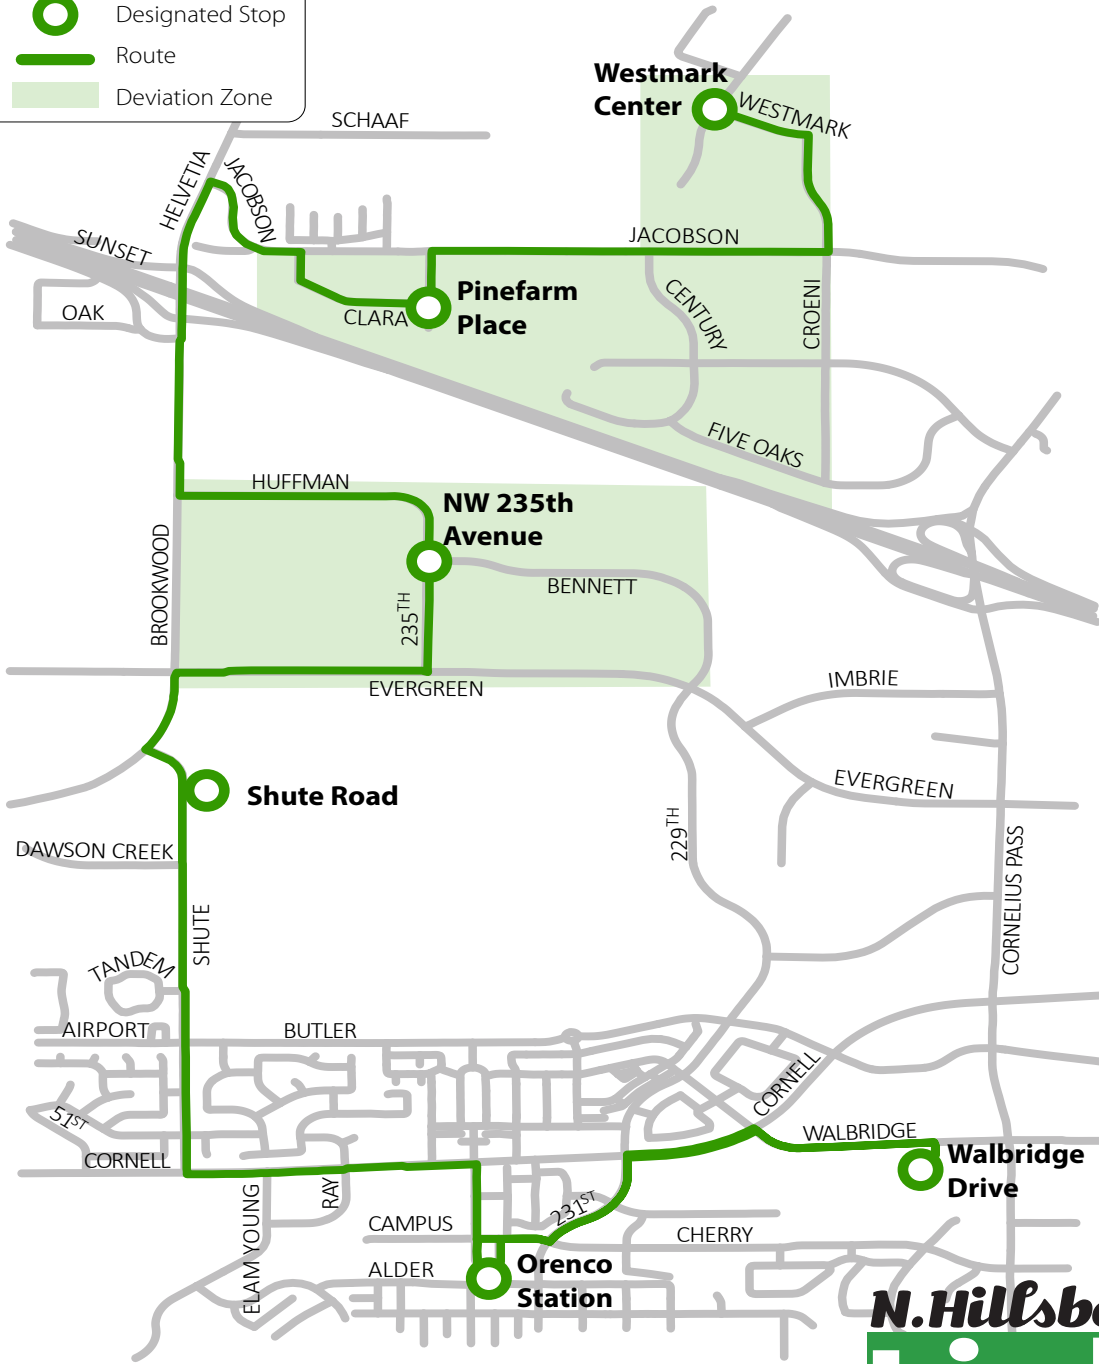 Designated Stop
Route
Deviation Zone
Westmark
Center
WESTMARK
SCHAAF
HELVETIA
JACOBSON
SUNSET
JACOBSON
OAK
CLARA
Pinefarm
Place
CENTURY
CROENI
FIVE OAKS
HUFFMAN
NW 235th
Avenue
BROOKWOOD
235TH
BENNETT
EVERGREEN
IMBRIE
Shute Road
EVERGREEN
229TH
DAWSON CREEK
CORNELIUS PASS
SHUTE
TANDEM
AIRPORT
BUTLER
CORNELL
51ST
WALBRIDGE
CORNELL
Walbridge
Drive
ELAM YOUNG
RAY
231ST
CAMPUS
CHERRY
ALDER
Orenco
Station
N.Hillsb